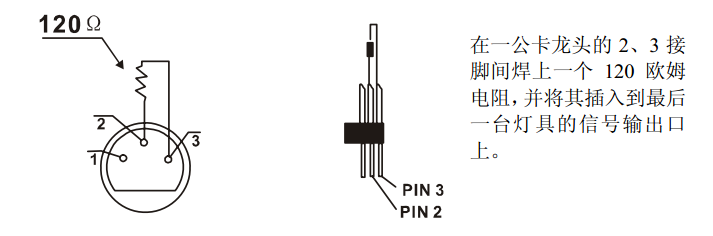 120 Ω
2
1
3
PIN 3
PIN 2
在一公卡龙头的 2、3 接
脚间焊上一个 120 欧姆
电阻，并将其插入到最后
一台灯具的信号输出口
上。